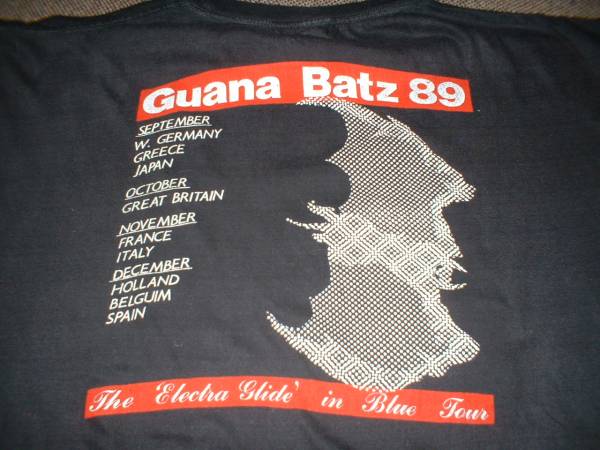 Guana Batz 89
SEPTEMBER
W. GERMANY
GREECE
JAPAN
OCTOBER
GREAT BRITAIN
NOVEMBER
FRANCE
ITALY
DECEMBER
HOLLAND
BELGUIM
SPAIN
The 'Electra Glide' in Blue Tour